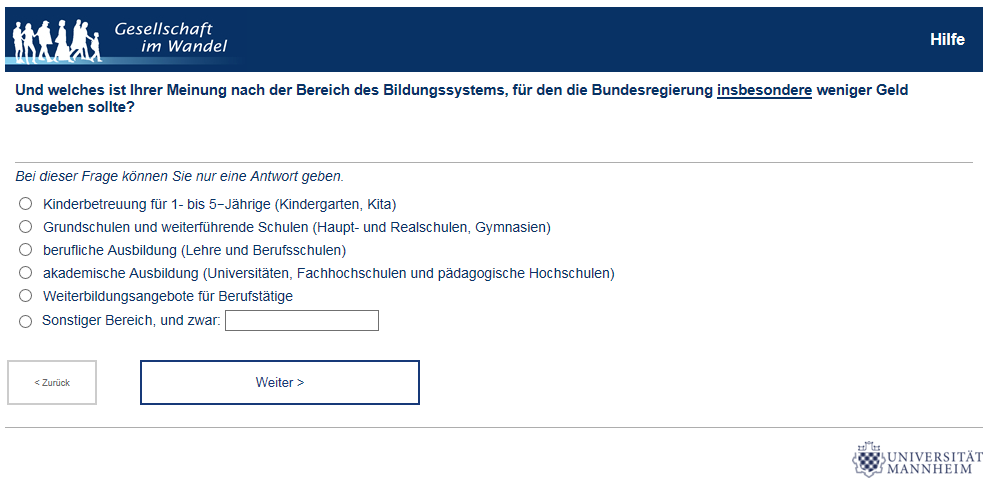 Gesellschaft
im Wandel
Hilfe
Und welches ist Ihrer Meinung nach der Bereich des Bildungssystems, für den die Bundesregierung insbesondere weniger Geld
ausgeben sollte?
Bei dieser Frage können Sie nur eine Antwort geben.
Kinderbetreuung für 1- bis 5–Jährige (Kindergarten, Kita)
Grundschulen und weiterführende Schulen (Haupt- und Realschulen, Gymnasien)
berufliche Ausbildung (Lehre und Berufsschulen)
akademische Ausbildung (Universitäten, Fachhochschulen und pädagogische Hochschulen)
Weiterbildungsangebote für Berufstätige
Sonstiger Bereich, und zwar:
< Zurück
Weiter >
UNIVERSITÄT
MANNHEIM